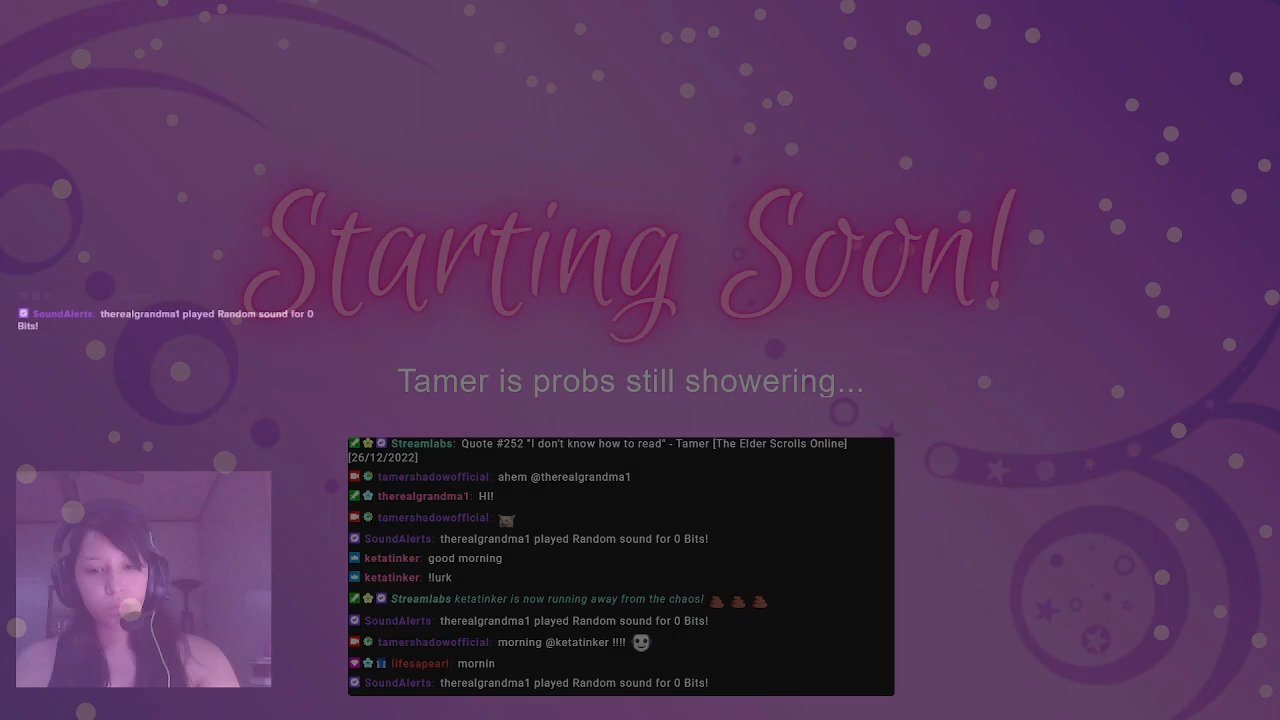 Starting Soon!
SoundAlerts: therealgrandma1 played Random sound for 0
Bits!
Tamer is probs still showering...
Streamlabs: Quote #252 "I don't know how to read" - Tamer [The Elder Scrolls Online]
[26/12/2022]
tamershadowofficial: ahem @therealgrandma1
therealgrandma1: HI!
tamershadowofficial:
SoundAlerts: therealgrandma1 played Random sound for 0 Bits!
ketatinker: good morning
ketatinker: !lurk
Streamlabs ketatinker is now running away from the chaos!
SoundAlerts: therealgrandma1 played Random sound for 0 Bits!
tamershadowofficial: morning @ketatinker !!!!
lifesapearl: mornin
SoundAlerts: therealgrandma1 played Random sound for 0 Bits!